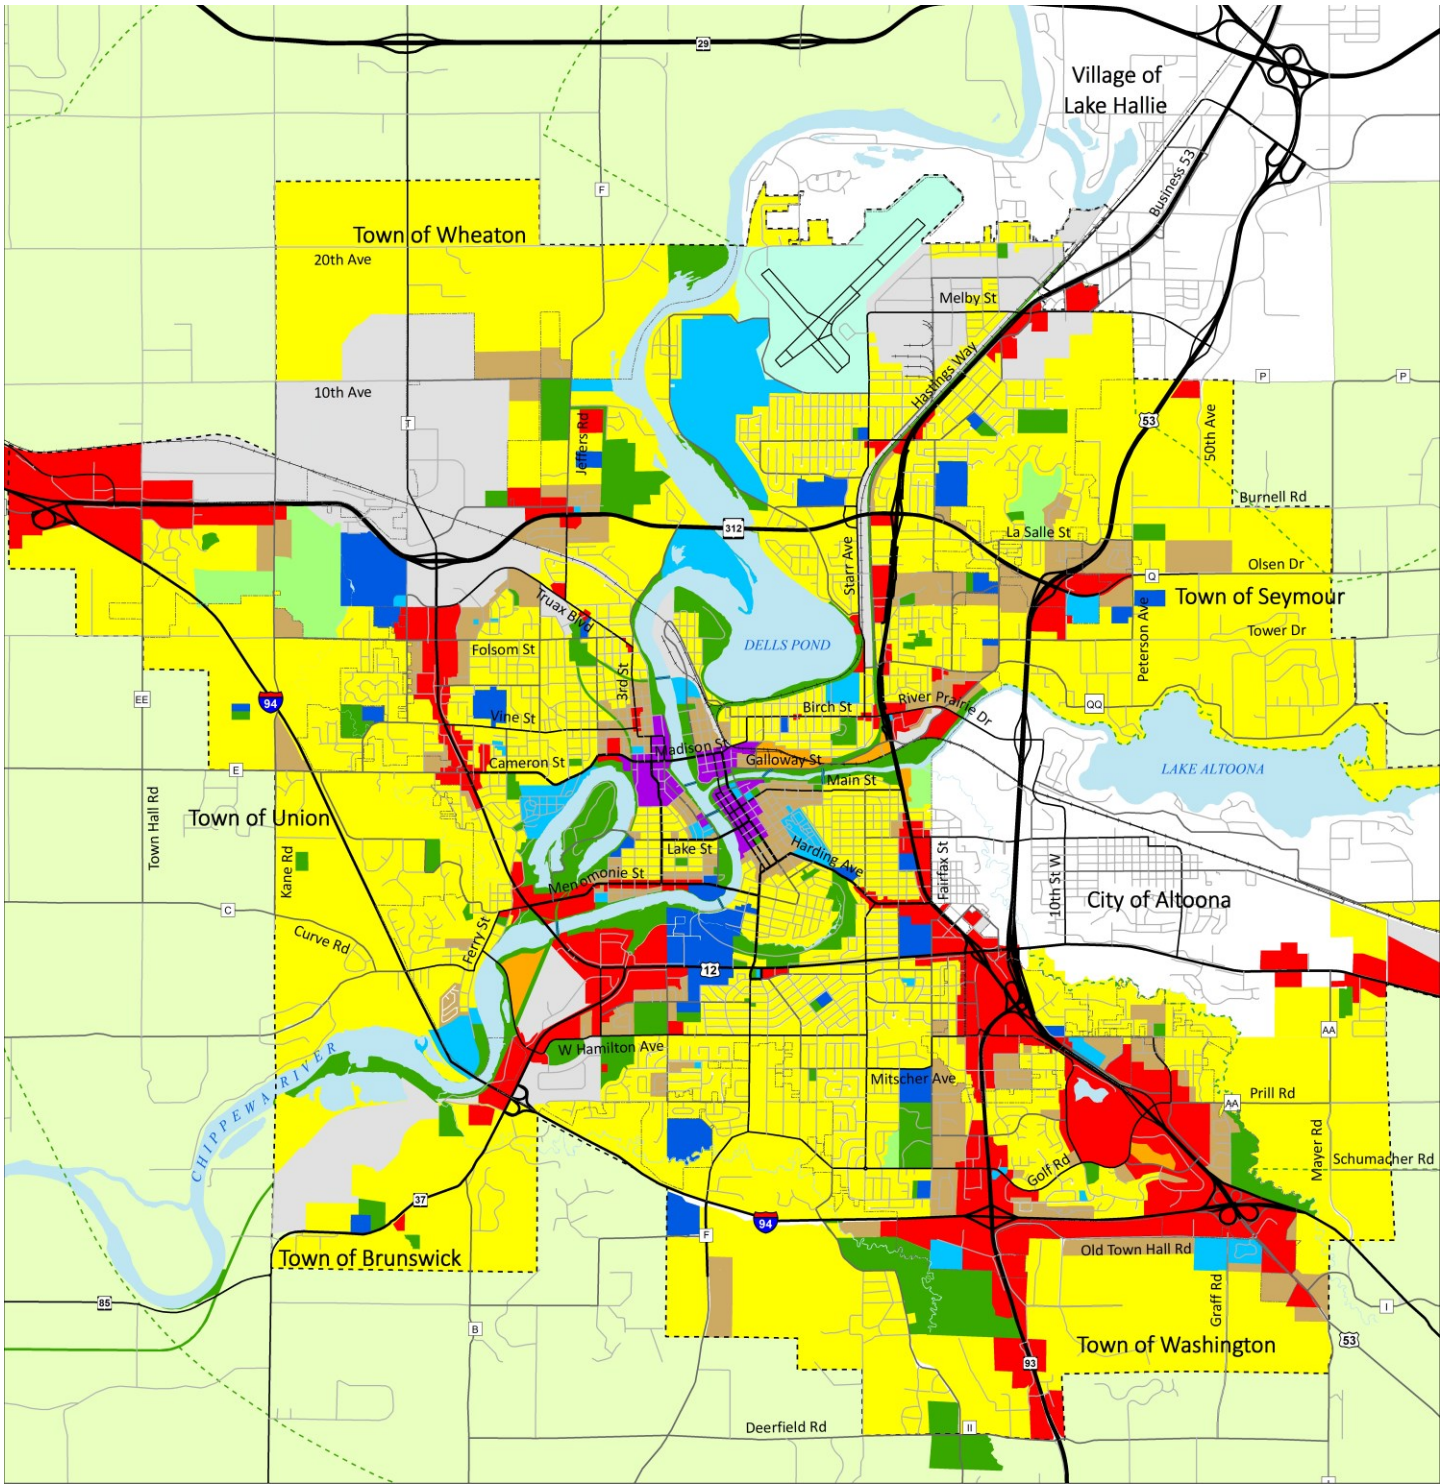 29
Village of
Lake Hallie
Business 53
F
Town of Wheaton
20th Ave
Melby St
10th Ave
Hastings Way
P
P
T
Jeffers Rd
53
50th Ave
Burnell Rd
312
La Salle St
Starr Ave
Olsen Dr
Q
Truax Blvd
Town of Seymour
Peterson Ave
Tower Dr
DELLS POND
Folsom St
3rd St
EE
94
QQ
Vine St
Birch St
River Prairie Dr
Madison St
Cameron St
Galloway St
Main St
E
LAKE ALTOONA
Town Hall Rd
Town of Union
Kane Rd
Lake St
Harding Ave
Fairfax St
10th St W
Menomonie St
City of Altoona
C
Curve Rd
Ferry St
12
AA
W Hamilton Ave
CHIPPEWA RIVER
Mitscher Ave
Prill Rd
AA
Mayer Rd
Schumacher Rd
Golf Rd
37
94
F
Town of Brunswick
Old Town Hall Rd
Graff Rd
85
I
B
53
Town of Washington
93
Deerfield Rd
II